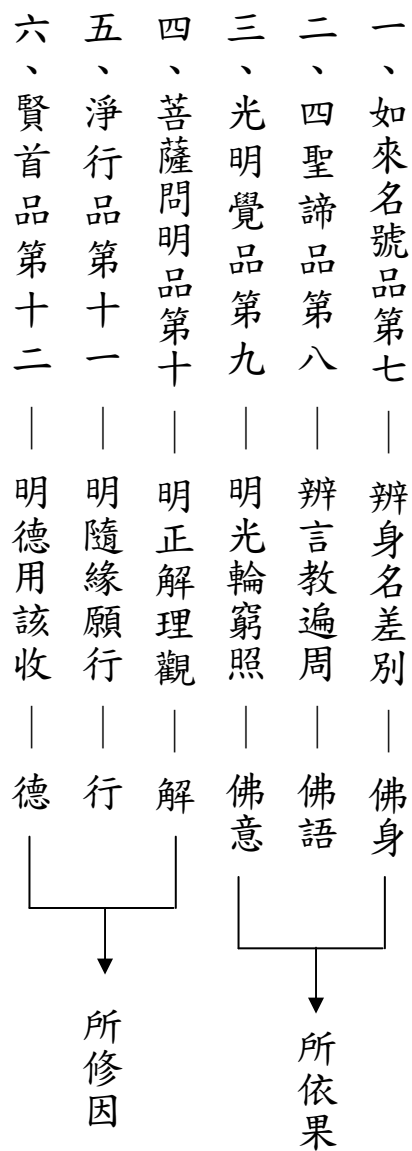 一、如來名號品第七｜辨身名差別｜佛身
二、四聖諦品第八｜辨言教遍周｜佛語
三、光明覺品第九｜明光輪窮照｜佛意
所依果
四、菩薩問明品第十｜明正解理觀｜解
五、淨行品第十一｜明隨緣願行｜行
六、賢首品第十二｜明德用該收｜德
所修因